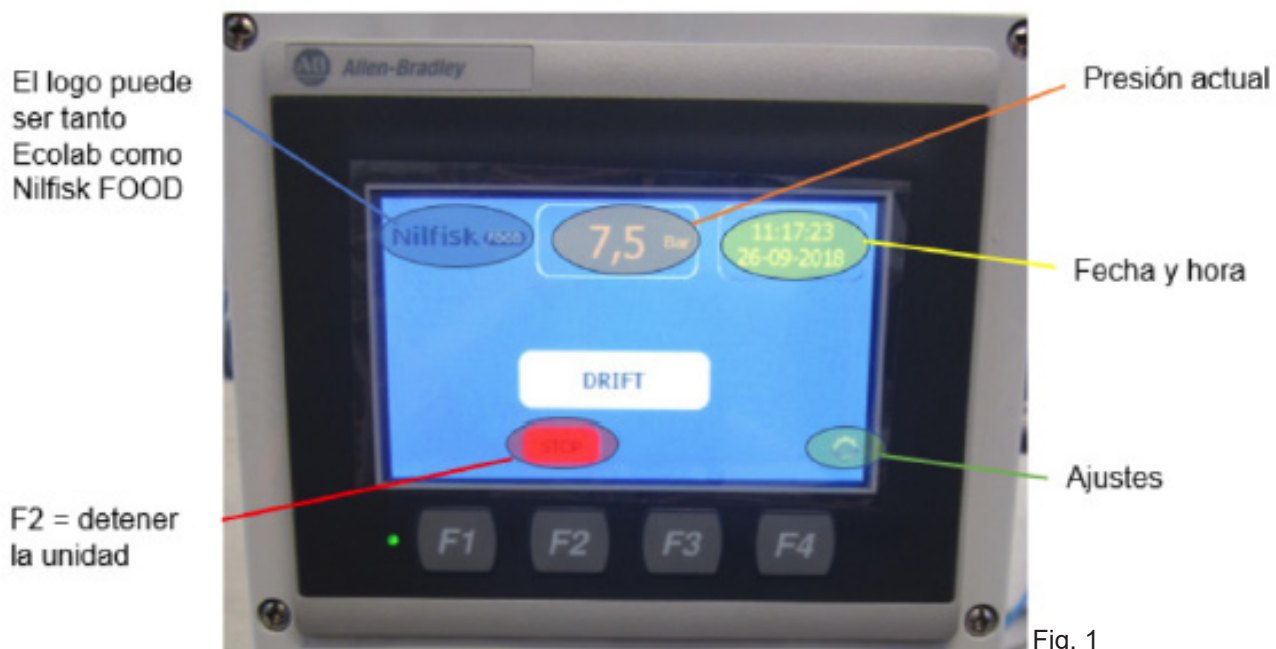 El logo puede
ser tanto
Ecolab como
Nilfisk FOOD
AB Allen-Bradley
Presión actual
Nilfisk FOOD
7,5 Bar
11:17:23
26-09-2018
Fecha y hora
DRIFT
STOP
Ajustes
F2 = detener
la unidad
F1 F2 F3 F4
Fig. 1